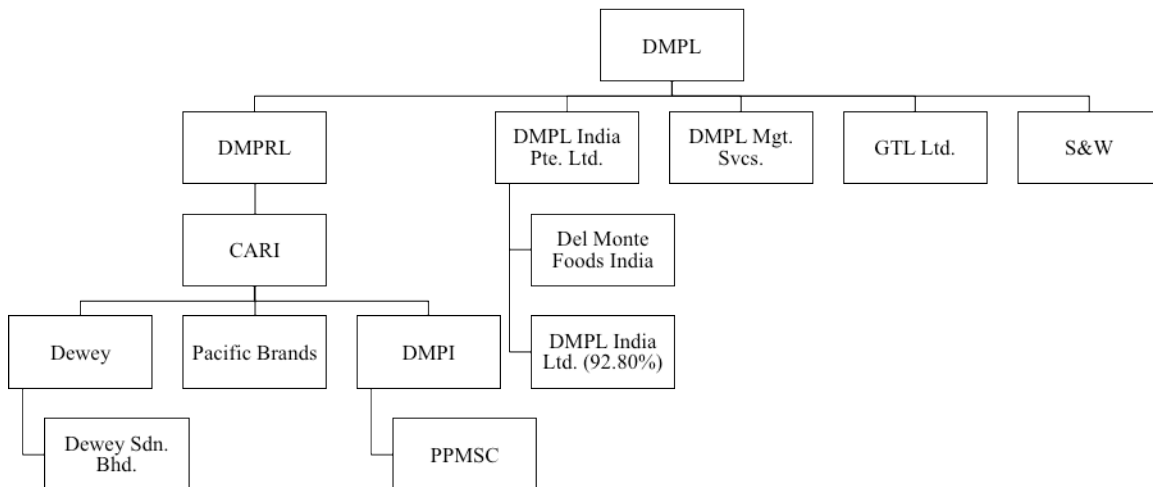 DMPL
DMPRL
DMPL India
Pte. Ltd.
DMPL Mgt.
Svcs.
GTL Ltd.
S&W
CARI
Del Monte
Foods India
Dewey
Pacific Brands
DMPI
DMPL India
Ltd. (92.80%)
Dewey Sdn.
Bhd.
PPMSC